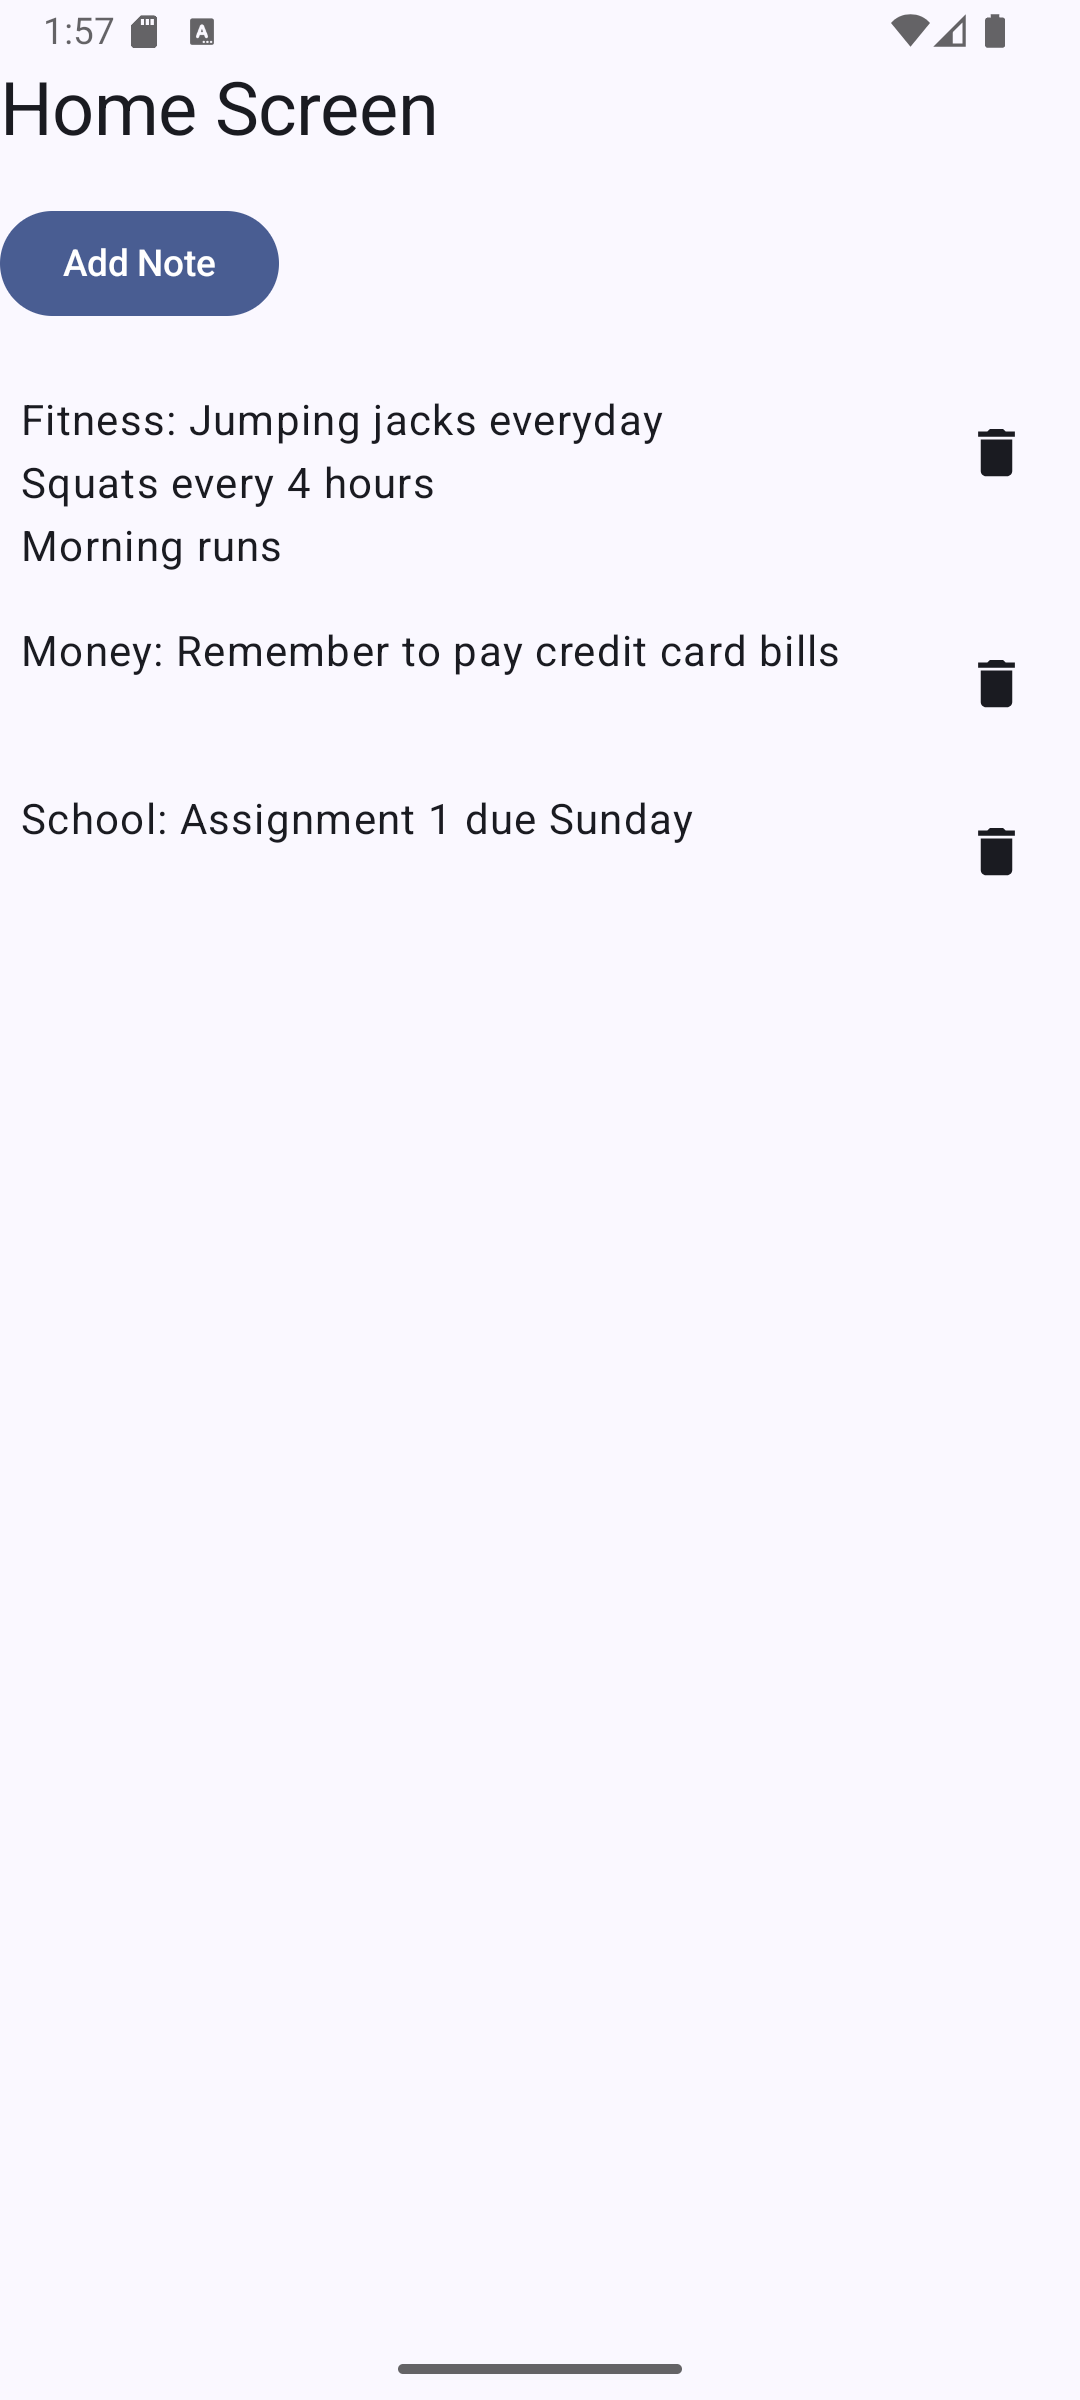 1:57
Home Screen
Add Note
Fitness: Jumping jacks everyday
Squats every 4 hours
Morning runs
Money: Remember to pay credit card bills
School: Assignment 1 due Sunday